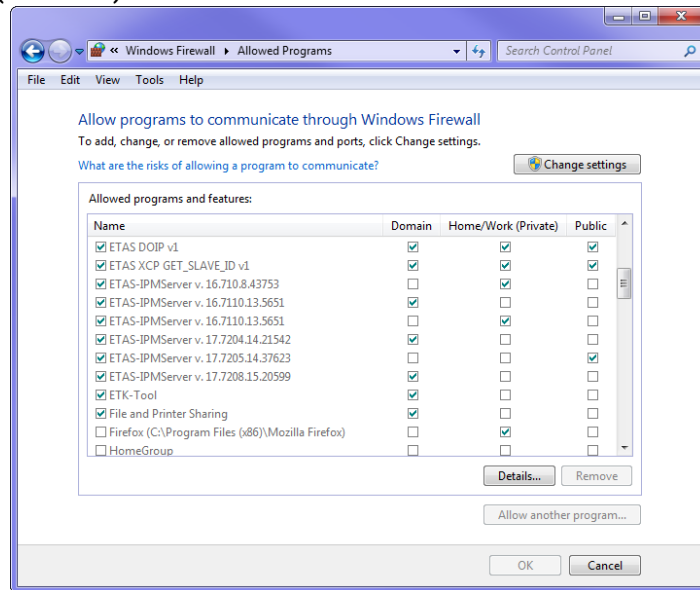 « Windows Firewall ▸ Allowed Programs Search Control Panel
File Edit View Tools Help
Allow programs to communicate through Windows Firewall
To add, change, or remove allowed programs and ports, click Change settings.
What are the risks of allowing a program to communicate? Change settings
Allowed programs and features:
Name Domain Home/Work (Private) Public
ETAS DOIP v1
ETAS XCP GET_SLAVE_ID v1
ETAS-IPMServer v. 16.710.8.43753
ETAS-IPMServer v. 16.7110.13.5651
ETAS-IPMServer v. 16.7110.13.5651
ETAS-IPMServer v. 17.7204.14.21542
ETAS-IPMServer v. 17.7205.14.37623
ETAS-IPMServer v. 17.7208.15.20599
ETK-Tool
File and Printer Sharing
Firefox (C:\Program Files (x86)\Mozilla Firefox)
HomeGroup
Details... Remove
Allow another program...
OK Cancel